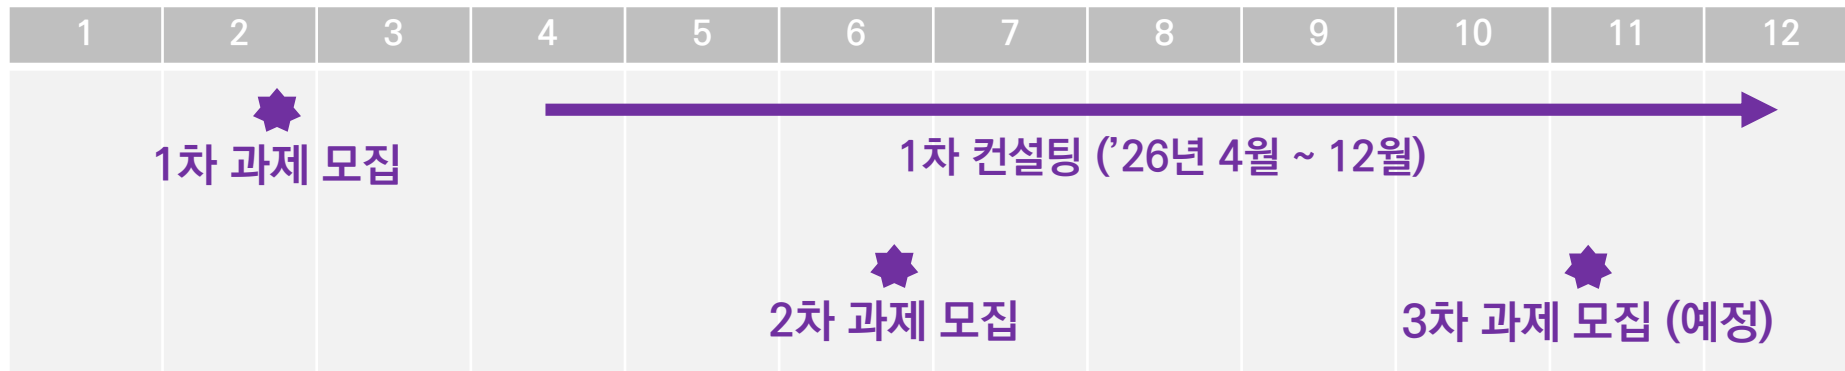 1 2 3 4 5 6 7 8 9 10 11 12
1차 과제 모집
1차 컨설팅 (’26년 4월 ~ 12월)
2차 과제 모집
3차 과제 모집 (예정)